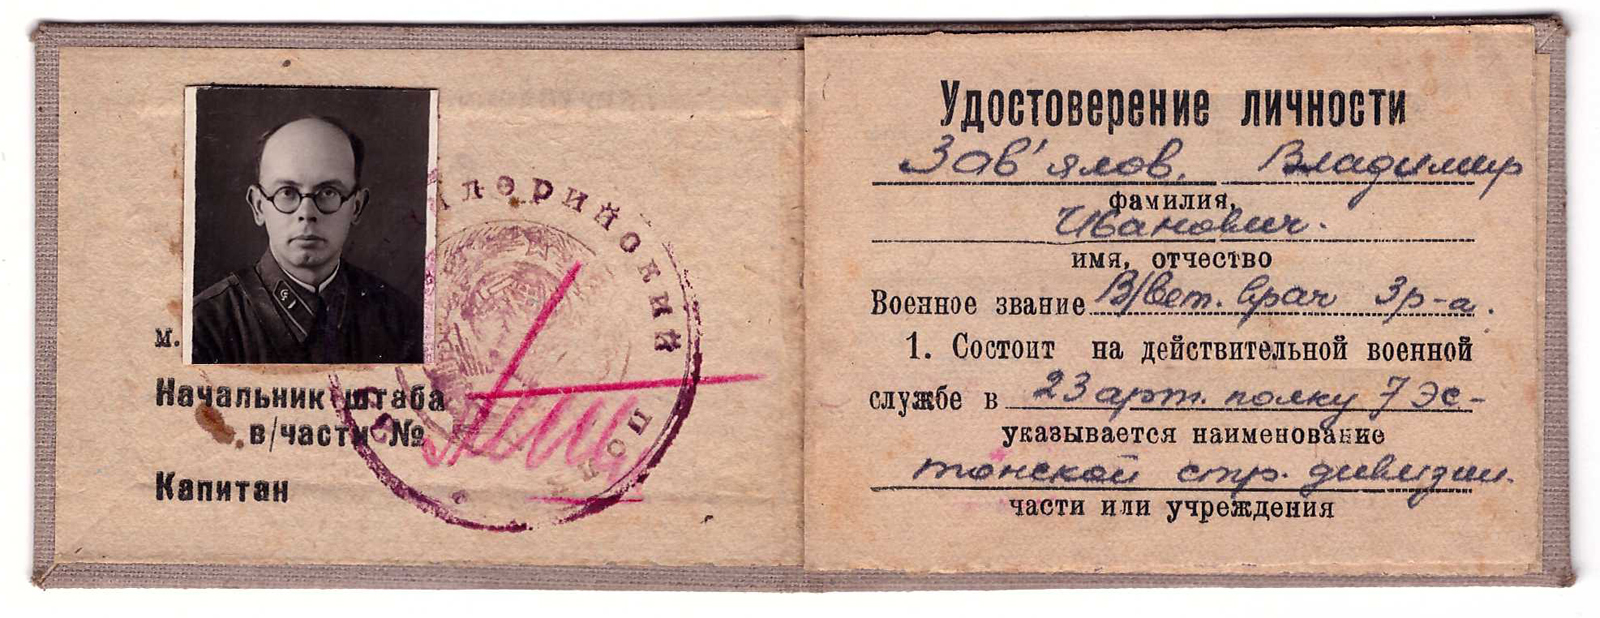 м.
Начальник штаба
в/части №
Капитан
лерийский
пол
Удостоверение личности
Зав'ялов. Владимир
фамилия,
Иванович.
имя, отчество
Военное звание В/вет. врач 3р-а.
1. Состоит на действительной военной
службе в 23 арт. полку 7 эс-
указывается наименование
тонской стр. дивизии.
части или учреждения